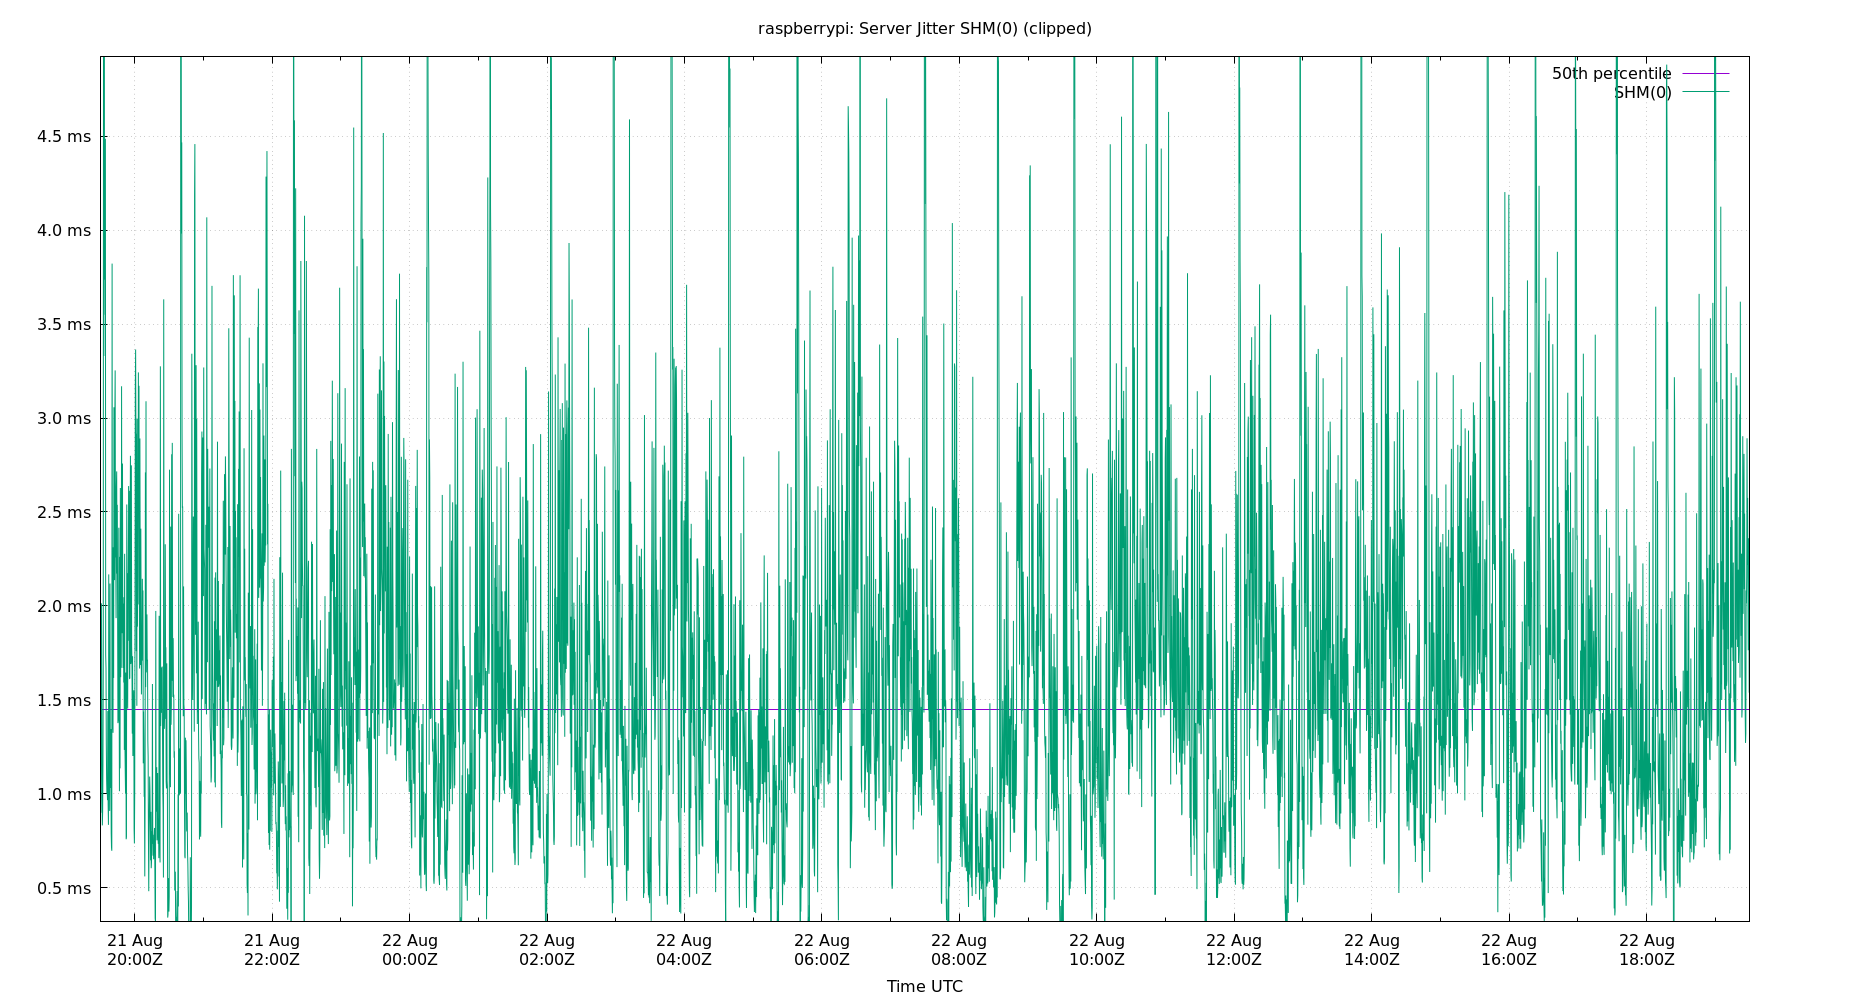 raspberrypi: Server Jitter SHM(0) (clipped)
50th percentile
SHM(0)
4.5 ms
4.0 ms
3.5 ms
3.0 ms
2.5 ms
2.0 ms
1.5 ms
1.0 ms
0.5 ms
21 Aug 21 Aug 22 Aug 22 Aug 22 Aug 22 Aug 22 Aug 22 Aug 22 Aug 22 Aug 22 Aug 22 Aug
20:00Z 22:00Z 00:00Z 02:00Z 04:00Z 06:00Z 08:00Z 10:00Z 12:00Z 14:00Z 16:00Z 18:00Z
Time UTC